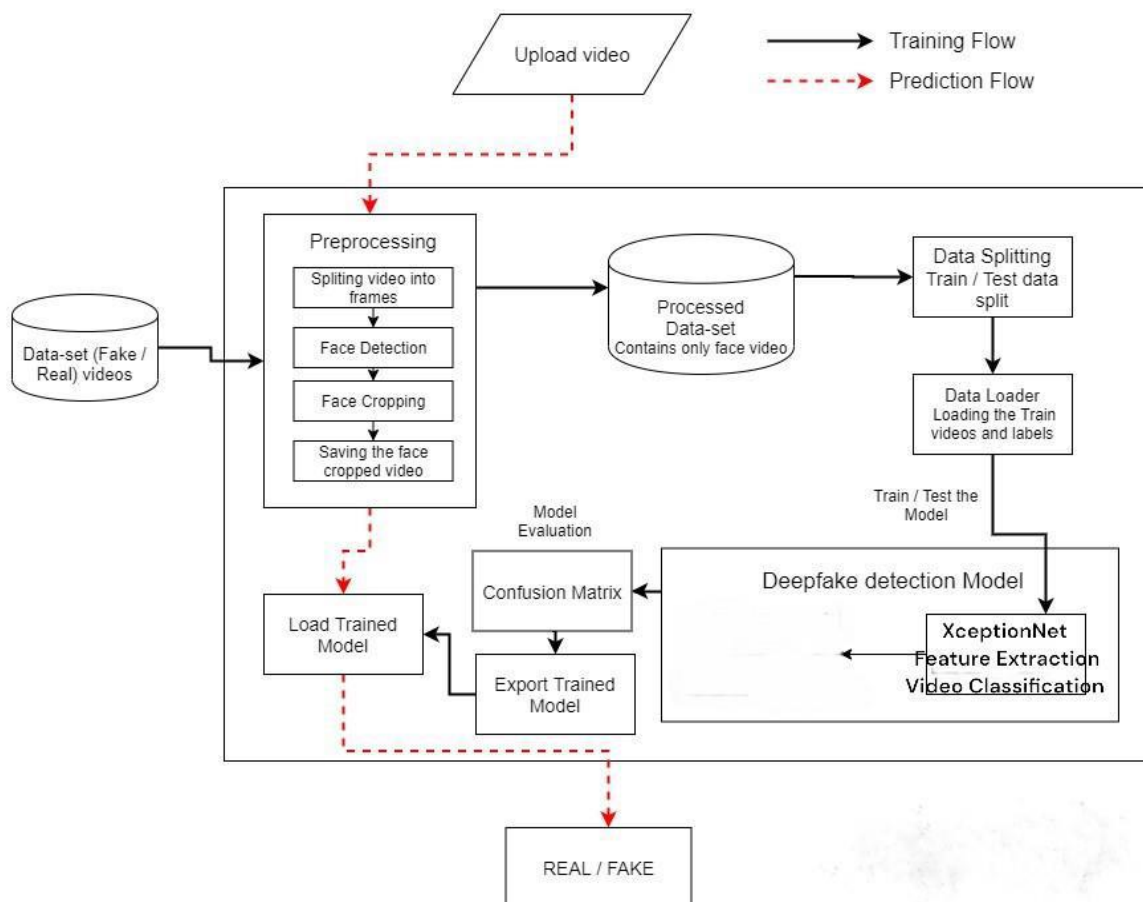 Upload video
Training Flow
Prediction Flow
Preprocessing
Spliting video into
frames
Face Detection
Face Cropping
Saving the face
cropped video
Data-set (Fake /
Real) videos
Processed
Data-set
Contains only face video
Data Splitting
Train / Test data
split
Data Loader
Loading the Train
videos and labels
Train / Test the
Model
Model
Evaluation
Confusion Matrix
Export Trained
Model
Load Trained
Model
Deepfake detection Model
XceptionNet
Feature Extraction
Video Classification
REAL / FAKE